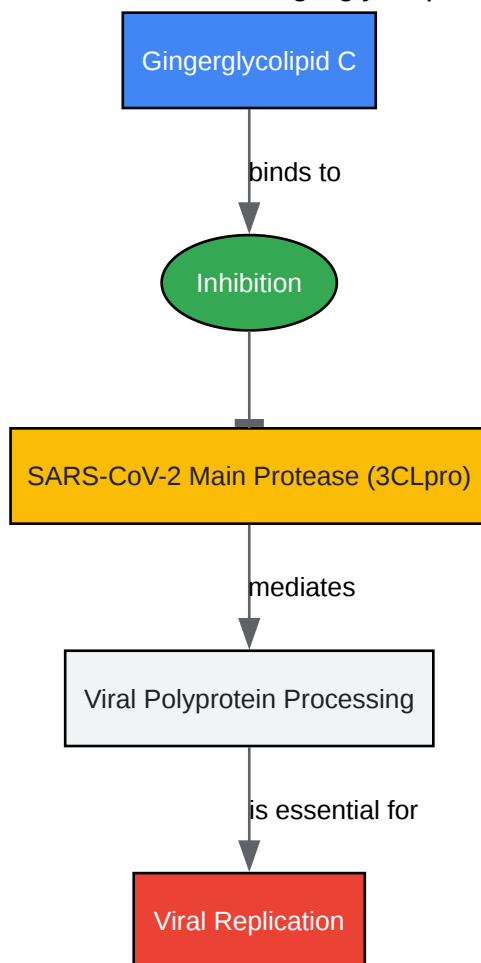 Gingerglycolipid C
binds to
Inhibition
SARS-CoV-2 Main Protease (3CLpro)
mediates
Viral Polyprotein Processing
is essential for
Viral Replication